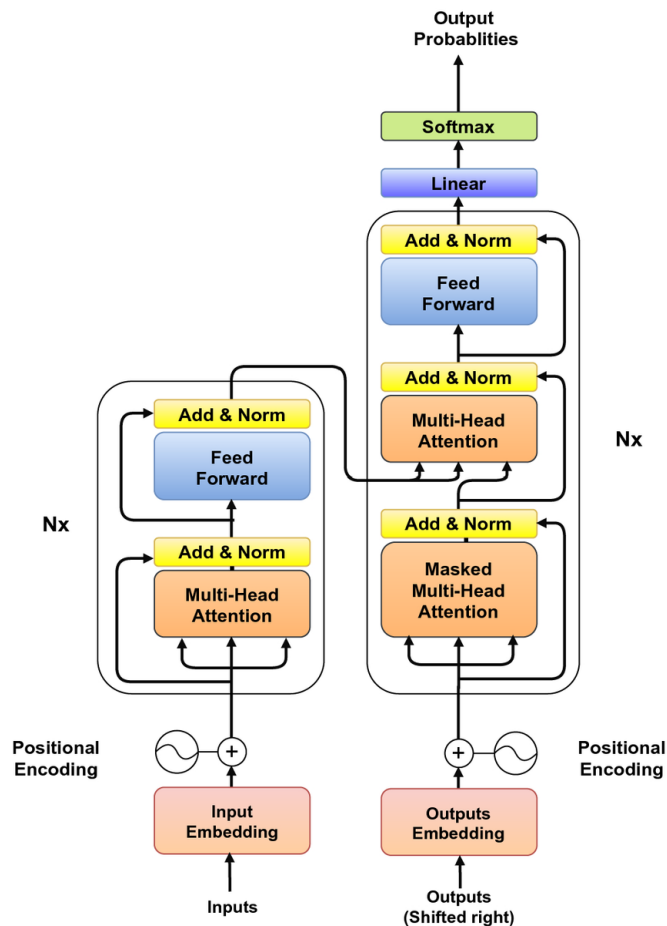 Output
Probablities
Softmax
Linear
Add & Norm
Feed
Forward
Add & Norm
Multi-Head
Attention
Nx
Add & Norm
Masked
Multi-Head
Attention
Add & Norm
Feed
Forward
Nx
Add & Norm
Multi-Head
Attention
Positional
Encoding
+
+
Positional
Encoding
Input
Embedding
Outputs
Embedding
Inputs
Outputs
(Shifted right)